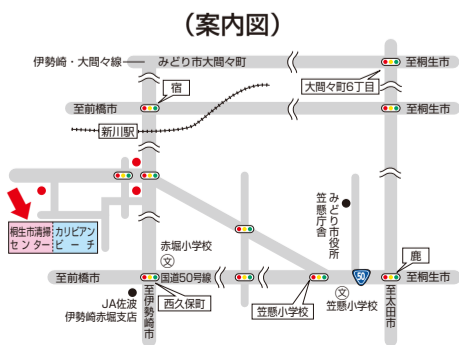 (案内図)
伊勢崎・大間々線
みどり市大間々町
至桐生市
宿
大間々町6丁目
至前橋市
至桐生市
新川駅
桐生市清掃
センター
カリビアン
ビーチ
赤堀小学校
文
みどり市役所
笠懸庁舎
鹿
至前橋市
国道50号線
50
至桐生市
西久保町
笠懸小学校
文
笠懸小学校
JA佐波
伊勢崎赤堀支店
至伊勢崎市
至太田市